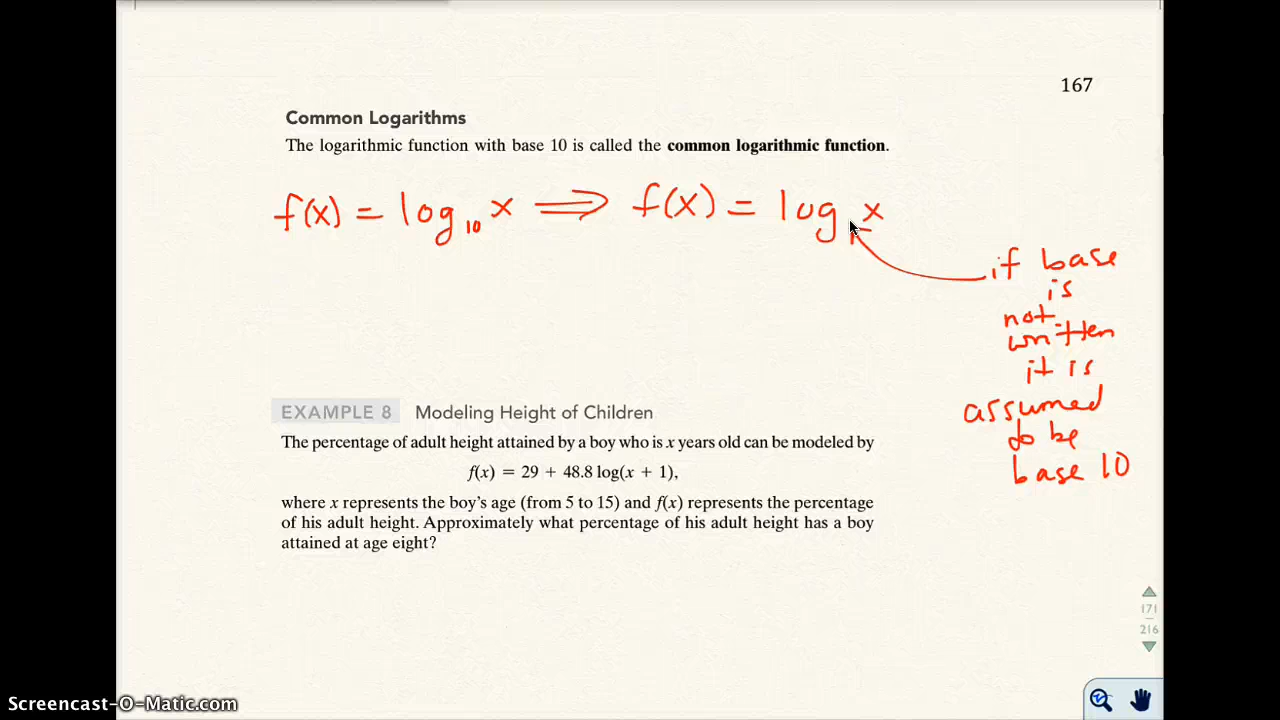 167
Common Logarithms
The logarithmic function with base 10 is called the common logarithmic function.
f(x) = log₁₀ x ⟹ f(x) = log x
if base
is
not
written
it is
assumed
to be
base 10
EXAMPLE 8 Modeling Height of Children
The percentage of adult height attained by a boy who is x years old can be modeled by
f(x) = 29 + 48.8 log(x + 1),
where x represents the boy's age (from 5 to 15) and f(x) represents the percentage
of his adult height. Approximately what percentage of his adult height has a boy
attained at age eight?
171
216
Screencast-O-Matic.com